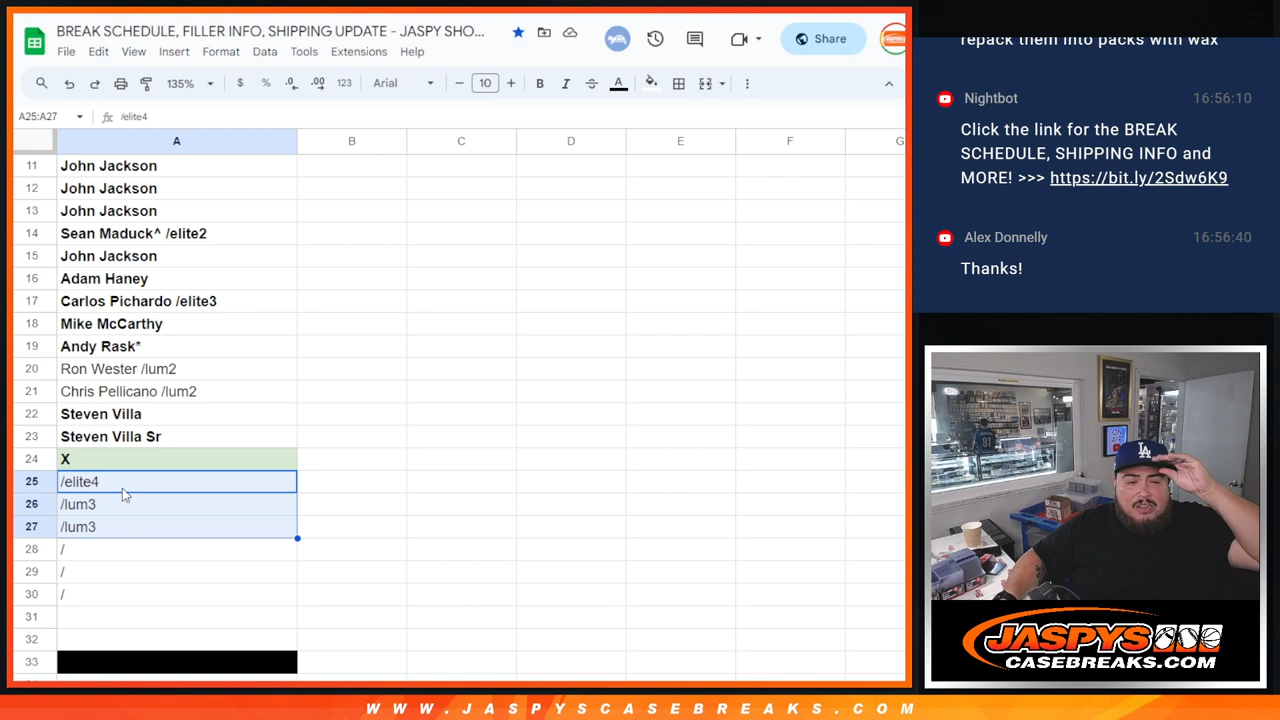 BREAK SCHEDULE, FILLER INFO, SHIPPING UPDATE - JASPY SHO...
File Edit View Insert Format Data Tools Extensions Help
Share
135% $ % .0 .00 123 Arial 10 B I A
A25:A27 fx /elite4
A B C D E F G
11 John Jackson
12 John Jackson
13 John Jackson
14 Sean Maduck^ /elite2
15 John Jackson
16 Adam Haney
17 Carlos Pichardo /elite3
18 Mike McCarthy
19 Andy Rask*
20 Ron Wester /lum2
21 Chris Pellicano /lum2
22 Steven Villa
23 Steven Villa Sr
24 X
25 /elite4
26 /lum3
27 /lum3
28 /
29 /
30 /
31
32
33
repack them into packs with wax
Nightbot 16:56:10
Click the link for the BREAK
SCHEDULE, SHIPPING INFO and
MORE! >>> https://bit.ly/2Sdw6K9
Alex Donnelly 16:56:40
Thanks!
ON AIR
81
LA
JASPYS
CASEBREAKS.COM
WWW.JASPYSCASEBREAKS.COM